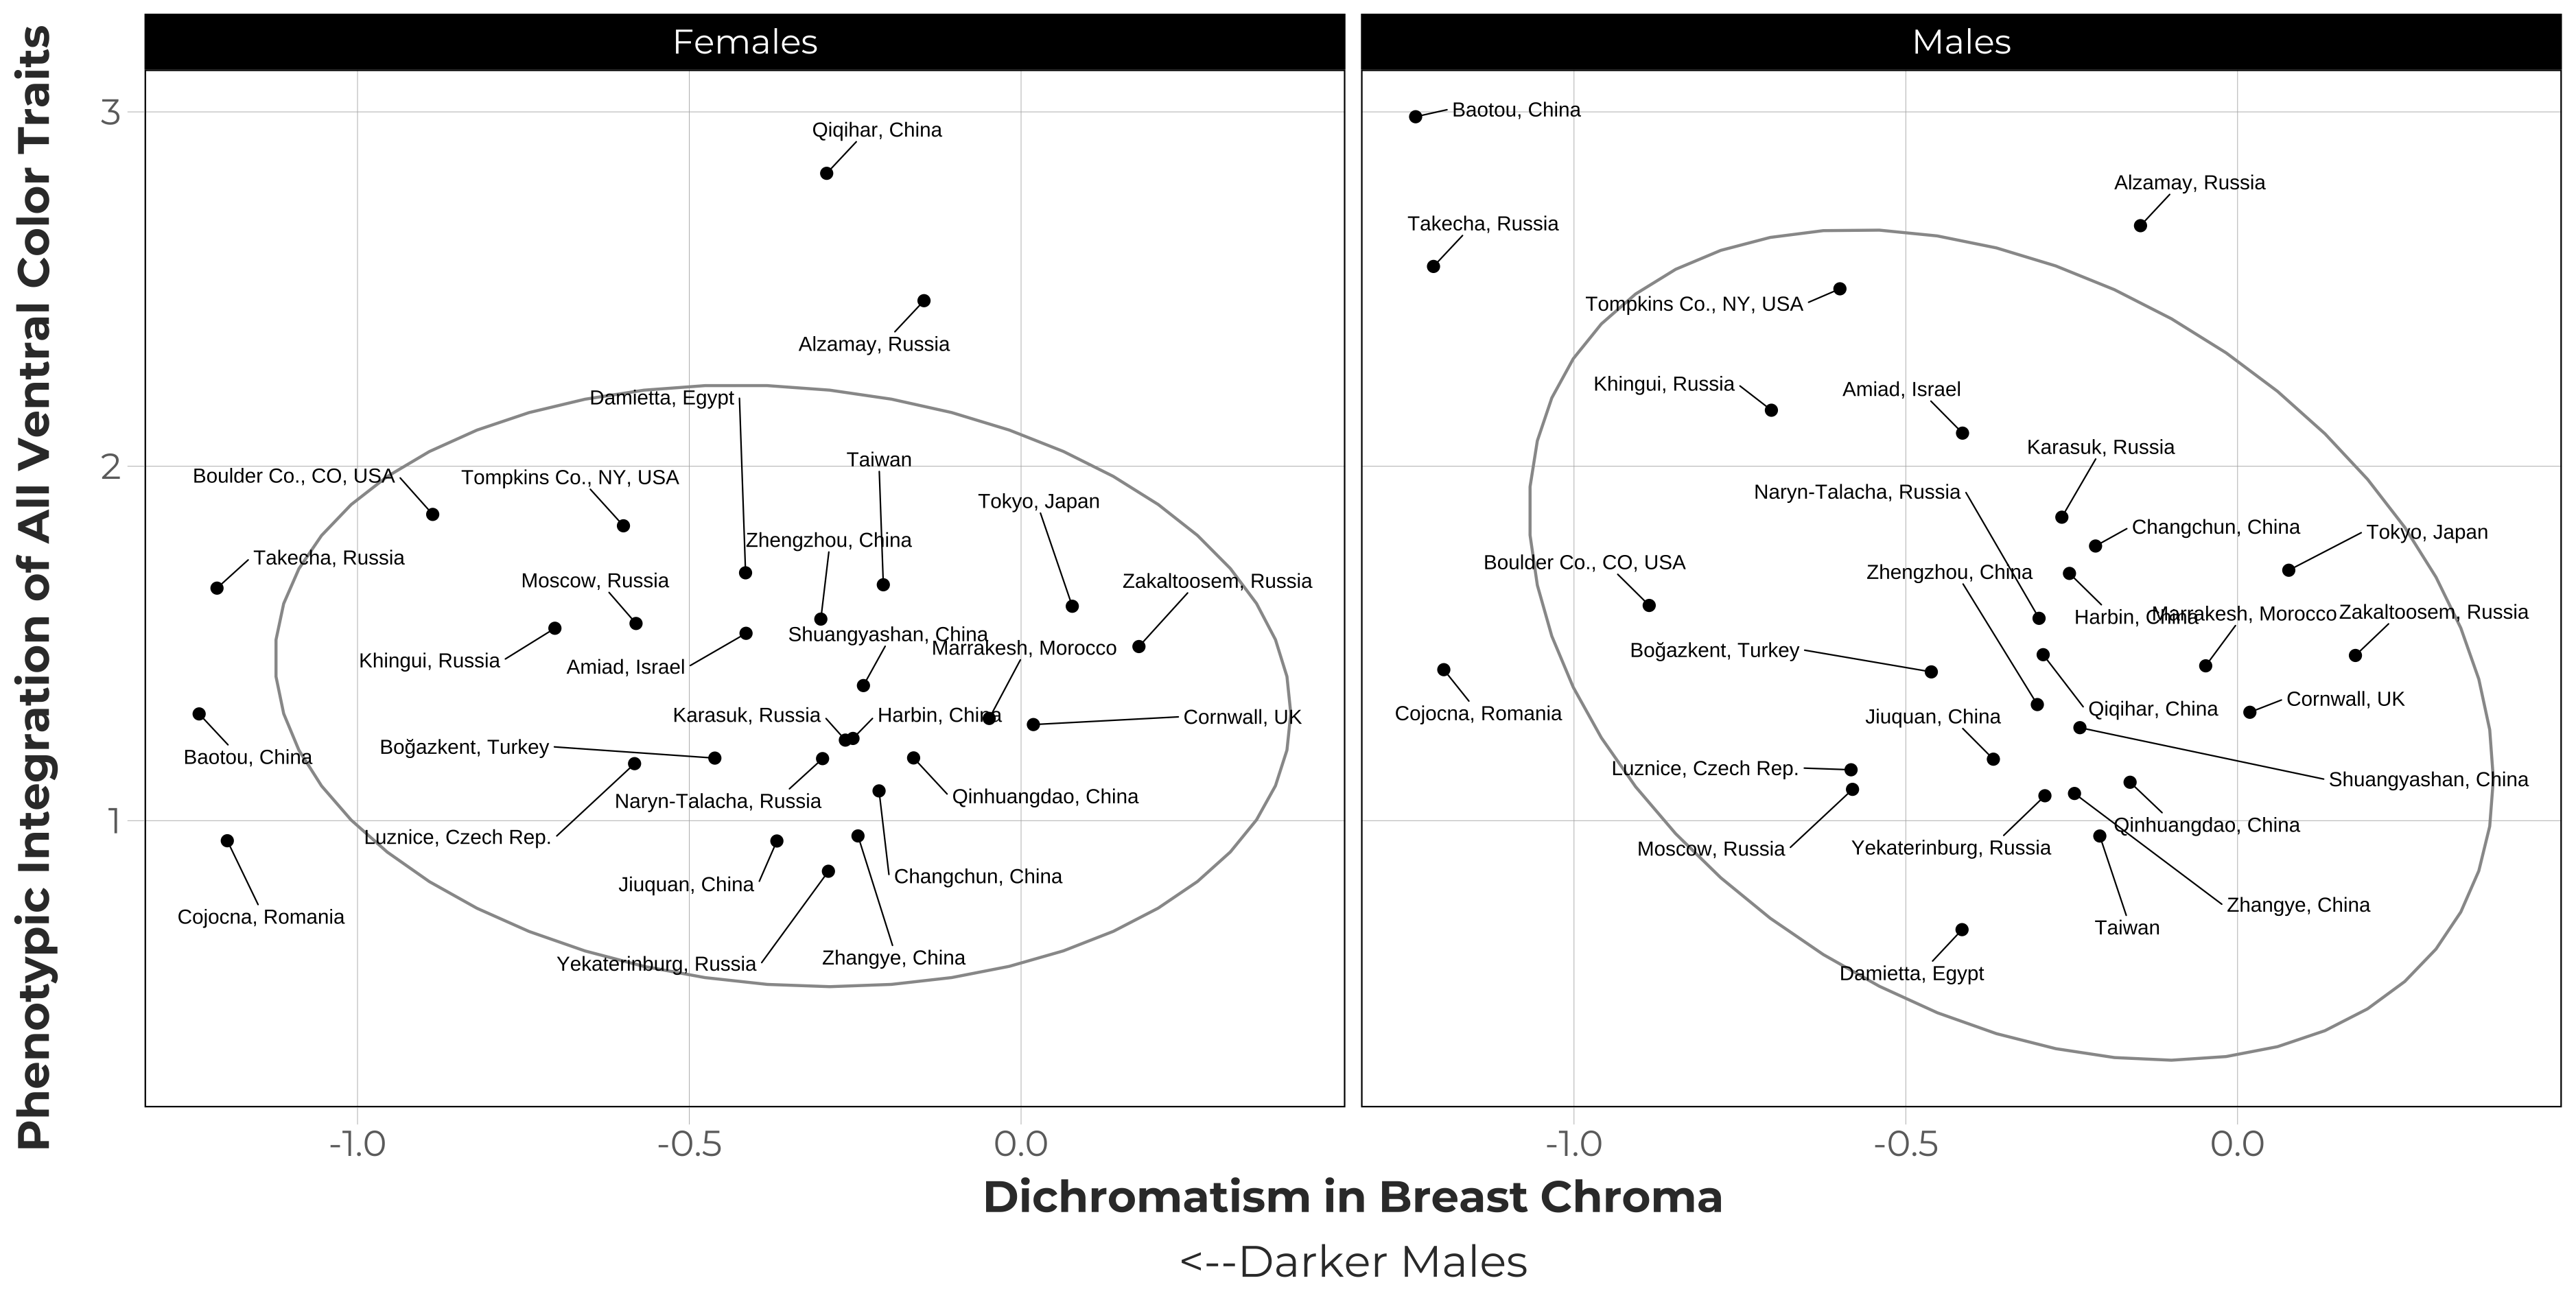 Females
Males
Phenotypic Integration of All Ventral Color Traits
3
2
1
Qiqihar, China
Alzamay, Russia
Damietta, Egypt
Taiwan
Boulder Co., CO, USA
Tompkins Co., NY, USA
Tokyo, Japan
Zhengzhou, China
Takecha, Russia
Moscow, Russia
Zakaltoosem, Russia
Shuangyashan, China
Marrakesh, Morocco
Khingui, Russia
Amiad, Israel
Karasuk, Russia
Harbin, China
Cornwall, UK
Boğazkent, Turkey
Baotou, China
Naryn-Talacha, Russia
Qinhuangdao, China
Luznice, Czech Rep.
Jiuquan, China
Changchun, China
Cojocna, Romania
Yekaterinburg, Russia
Zhangye, China
Baotou, China
Alzamay, Russia
Takecha, Russia
Tompkins Co., NY, USA
Khingui, Russia
Amiad, Israel
Karasuk, Russia
Naryn-Talacha, Russia
Changchun, China
Tokyo, Japan
Boulder Co., CO, USA
Zhengzhou, China
Harbin, China
Marrakesh, Morocco
Zakaltoosem, Russia
Boğazkent, Turkey
Cornwall, UK
Qiqihar, China
Cojocna, Romania
Jiuquan, China
Luznice, Czech Rep.
Shuangyashan, China
Qinhuangdao, China
Moscow, Russia
Yekaterinburg, Russia
Zhangye, China
Taiwan
Damietta, Egypt
-1.0
-0.5
0.0
-1.0
-0.5
0.0
Dichromatism in Breast Chroma
<--Darker Males